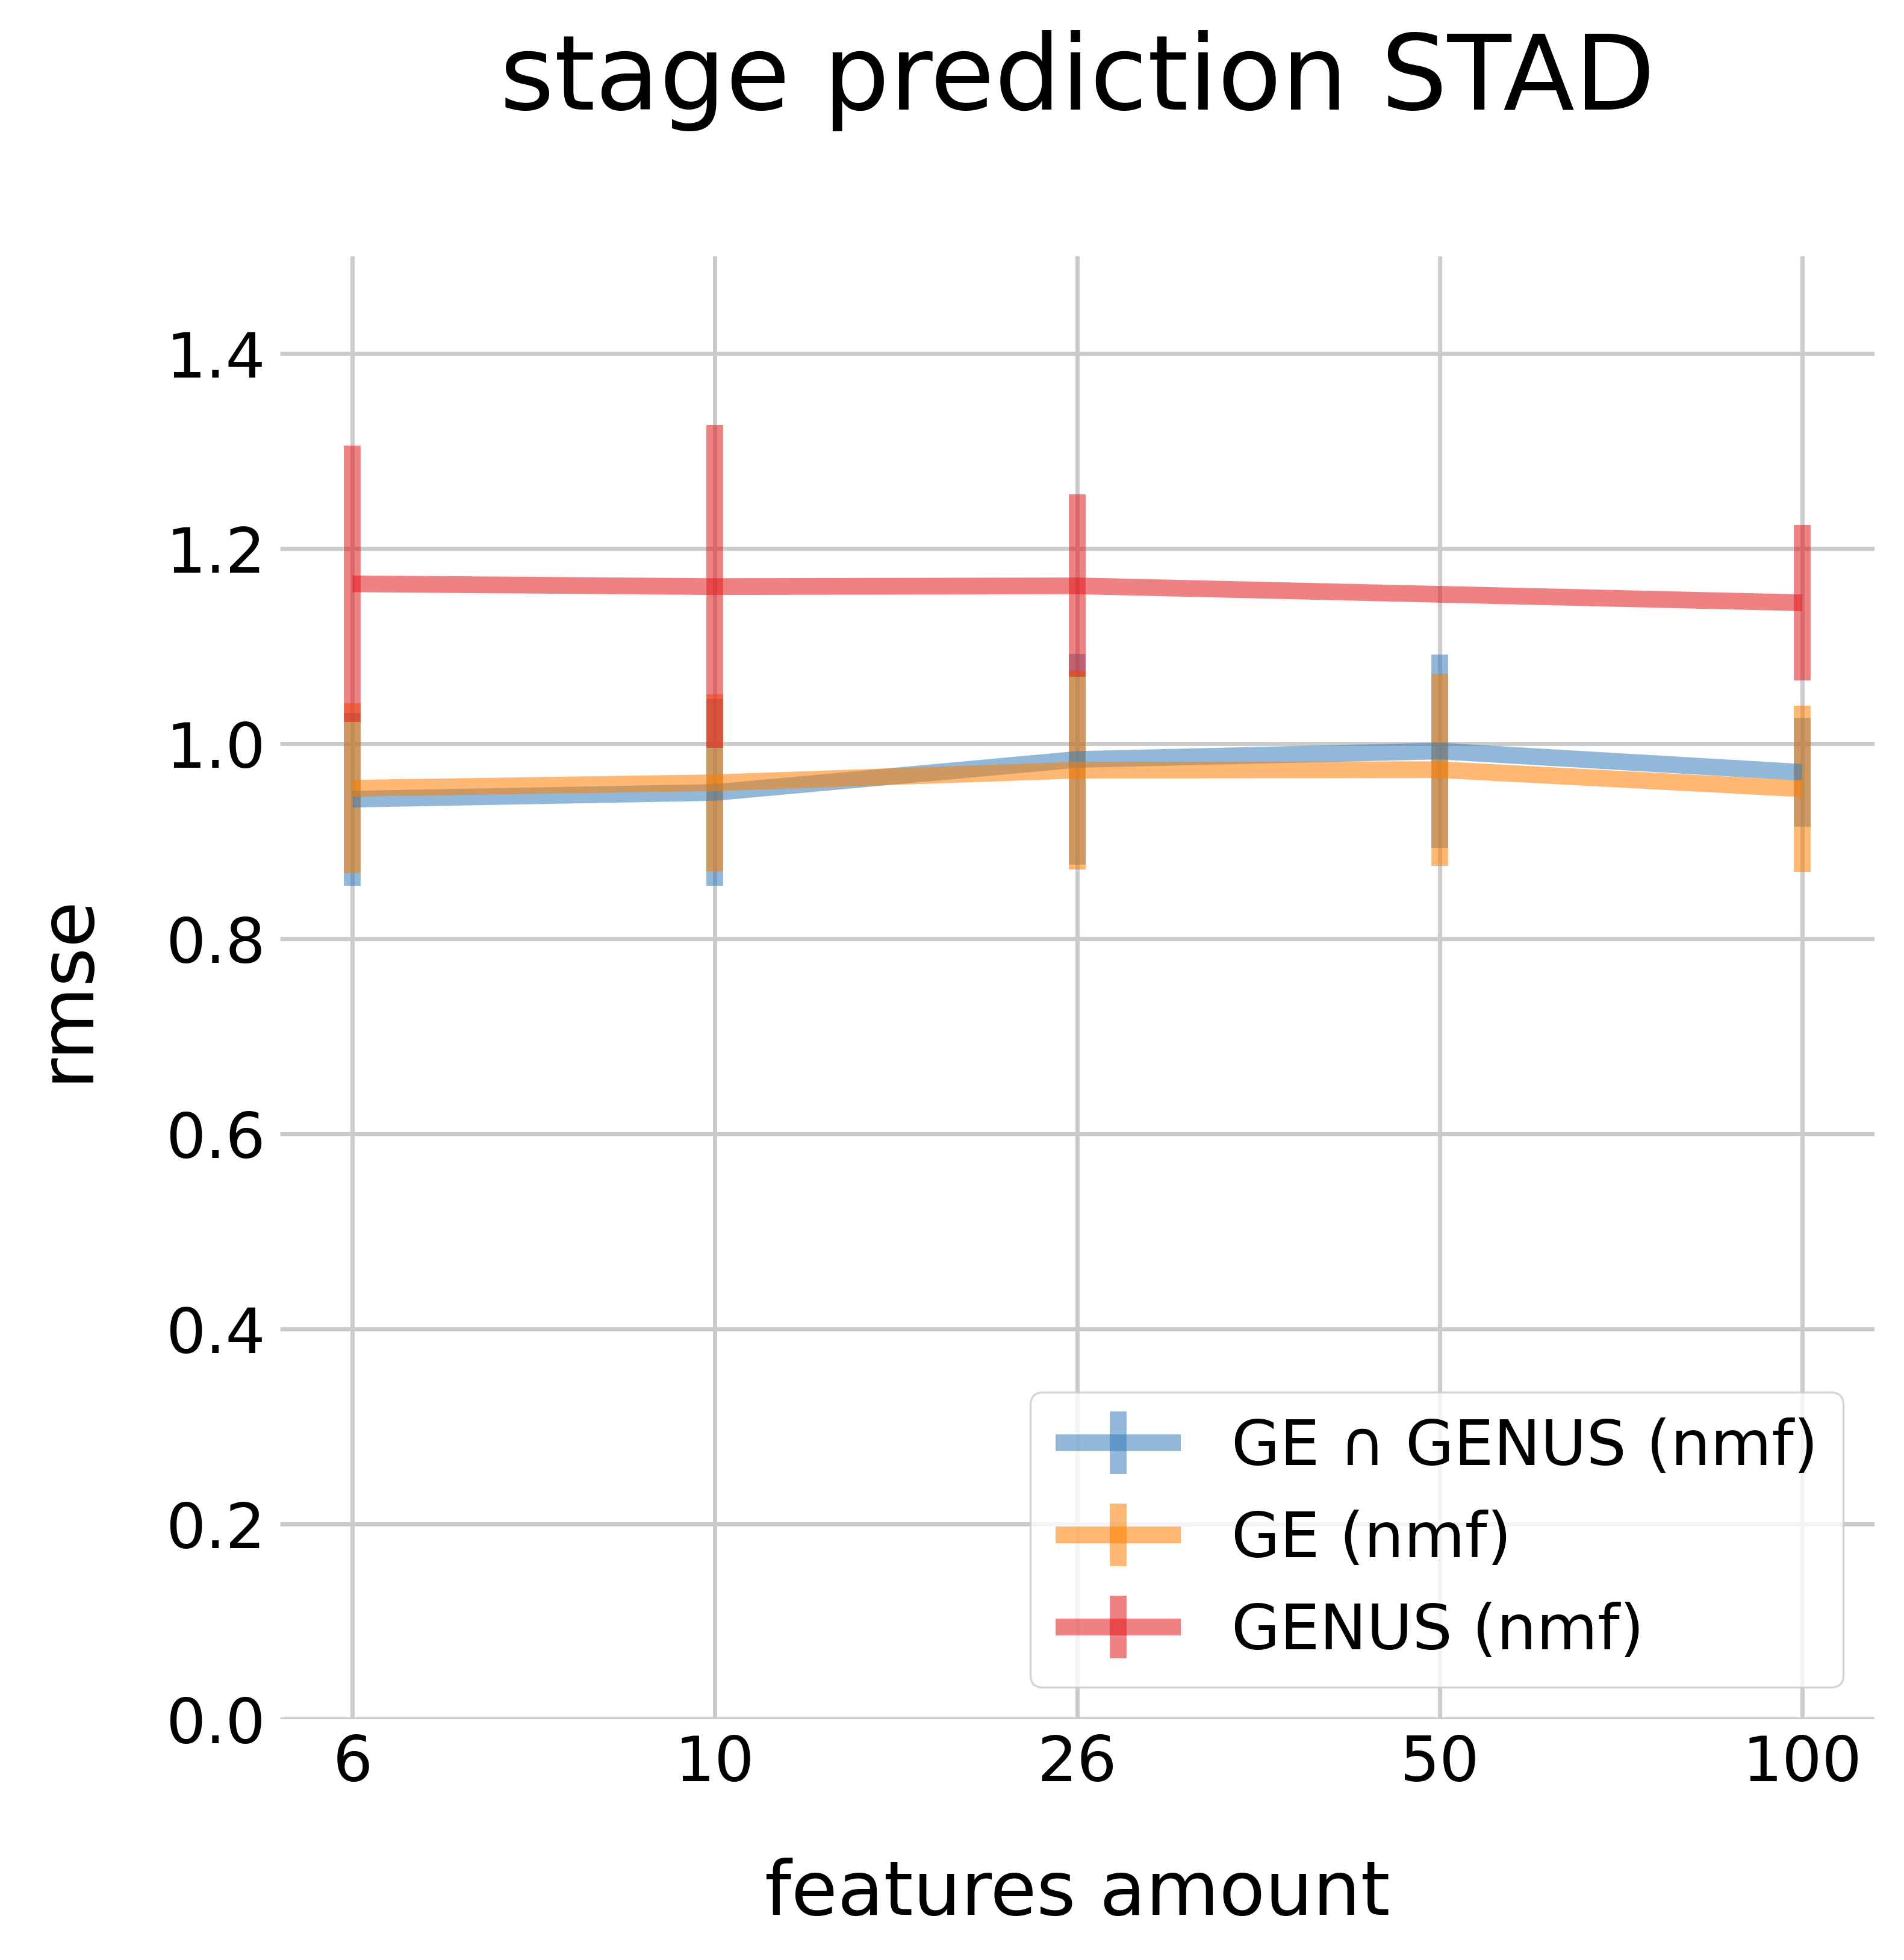 stage prediction STAD
1.4
1.2
1.0
0.8
0.6
0.4
0.2
0.0
rmse
GE ∩ GENUS (nmf)
GE (nmf)
GENUS (nmf)
6 10 26 50 100
features amount